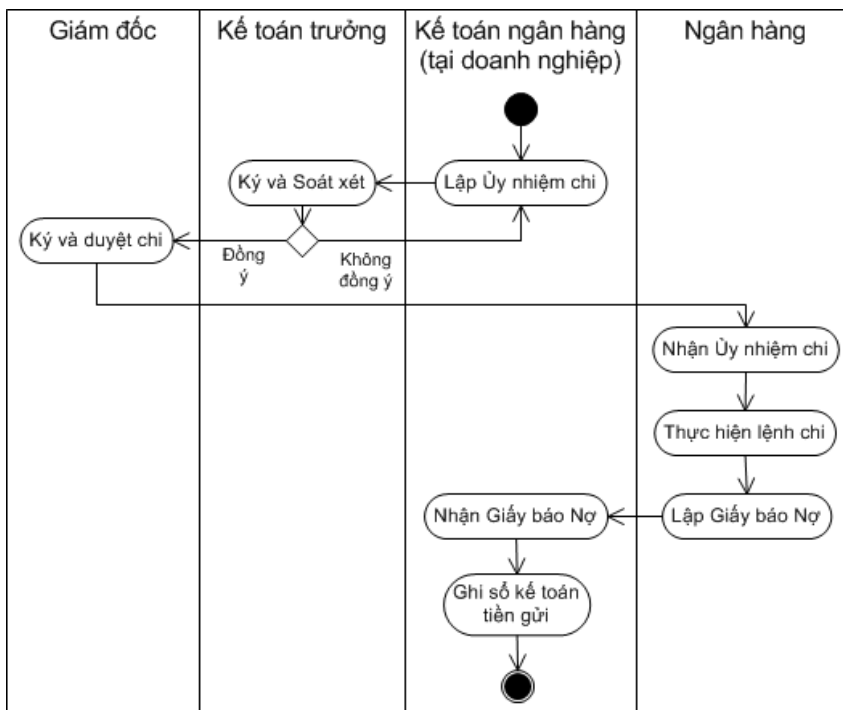 Giám đốc
Kế toán trưởng
Kế toán ngân hàng
(tại doanh nghiệp)
Ngân hàng
Ký và Soát xét
Lập Ủy nhiệm chi
Ký và duyệt chi
Đồng
ý
Không
đồng ý
Nhận Ủy nhiệm chi
Thực hiện lệnh chi
Nhận Giấy báo Nợ
Lập Giấy báo Nợ
Ghi sổ kế toán
tiền gửi